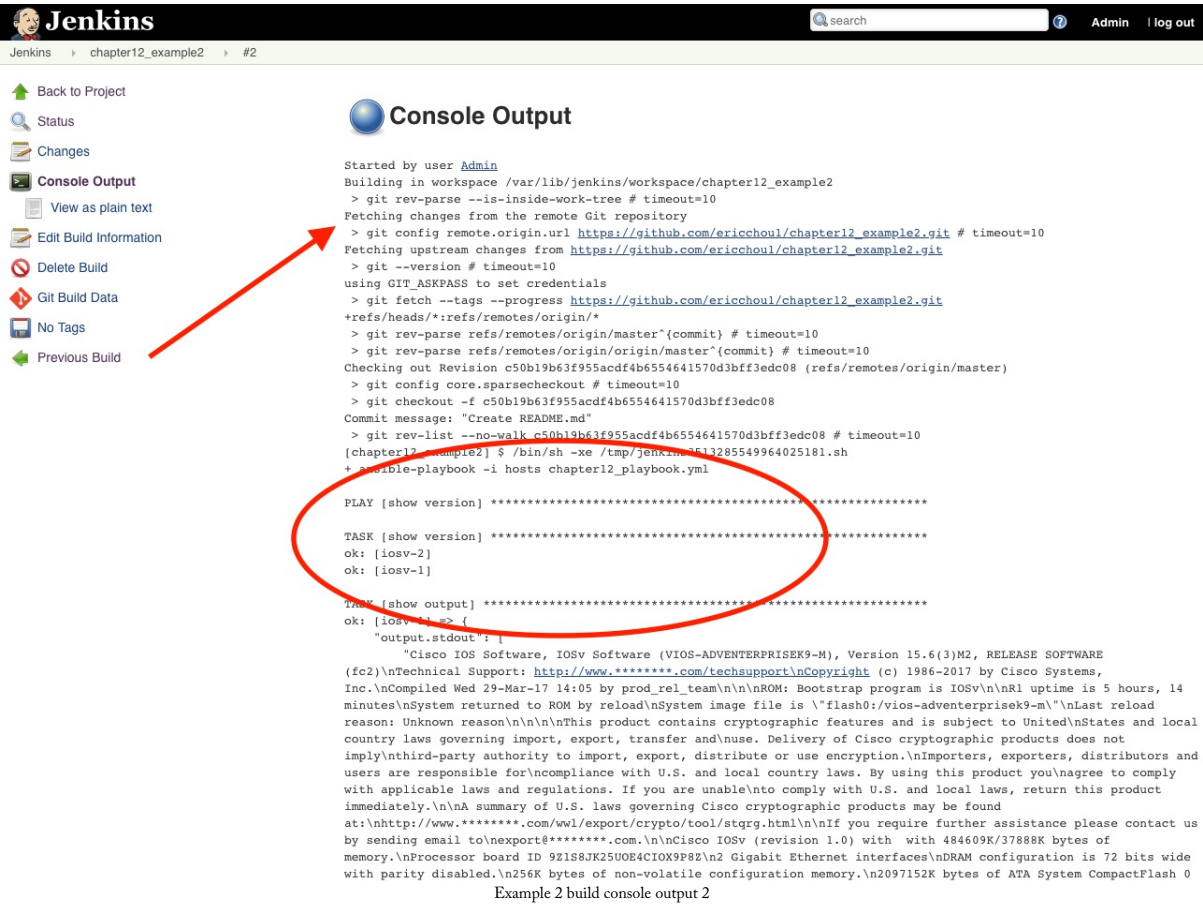 Jenkins
search
Admin | log out
Jenkins chapter12_example2 #2
Back to Project
Status
Changes
Console Output
View as plain text
Edit Build Information
Delete Build
Git Build Data
No Tags
Previous Build
Console Output
Started by user Admin
Building in workspace /var/lib/jenkins/workspace/chapter12_example2
> git rev-parse --is-inside-work-tree # timeout=10
Fetching changes from the remote Git repository
> git config remote.origin.url https://github.com/ericchou1/chapter12_example2.git # timeout=10
Fetching upstream changes from https://github.com/ericchou1/chapter12_example2.git
> git --version # timeout=10
using GIT_ASKPASS to set credentials
> git fetch --tags --progress https://github.com/ericchou1/chapter12_example2.git
+refs/heads/*:refs/remotes/origin/*
> git rev-parse refs/remotes/origin/master^{commit} # timeout=10
> git rev-parse refs/remotes/origin/origin/master^{commit} # timeout=10
Checking out Revision c50b19b63f955acdf4b6554641570d3bff3edc08 (refs/remotes/origin/master)
> git config core.sparsecheckout # timeout=10
> git checkout -f c50b19b63f955acdf4b6554641570d3bff3edc08
Commit message: "Create README.md"
> git rev-list --no-walk c50b19b63f955acdf4b6554641570d3bff3edc08 # timeout=10
[chapter12_example2] $ /bin/sh -xe /tmp/jenkins3513285549964025181.sh
+ ansible-playbook -i hosts chapter12_playbook.yml
PLAY [show version] ************************************************************
TASK [show version] ************************************************************
ok: [iosv-2]
ok: [iosv-1]
TASK [show output] *************************************************************
ok: [iosv-1] => {
"output.stdout": [
"Cisco IOS Software, IOSv Software (VIOS-ADVENTERPRISEK9-M), Version 15.6(3)M2, RELEASE SOFTWARE
(fc2)\nTechnical Support: http://www.********.com/techsupport\nCopyright (c) 1986-2017 by Cisco Systems,
Inc.\nCompiled Wed 29-Mar-17 14:05 by prod_rel_team\n\n\nROM: Bootstrap program is IOSv\n\nR1 uptime is 5 hours, 14
minutes\nSystem returned to ROM by reload\nSystem image file is \"flash0:/vios-adventerprisek9-m\"\nLast reload
reason: Unknown reason\n\n\n\nThis product contains cryptographic features and is subject to United\nStates and local
country laws governing import, export, transfer and\nuse. Delivery of Cisco cryptographic products does not
imply\nthird-party authority to import, export, distribute or use encryption.\nImporters, exporters, distributors and
users are responsible for\ncompliance with U.S. and local country laws. By using this product you\nagree to comply
with applicable laws and regulations. If you are unable\nto comply with U.S. and local laws, return this product
immediately.\n\nA summary of U.S. laws governing Cisco cryptographic products may be found
at:\nhttp://www.********.com/wwl/export/crypto/tool/stqrg.html\n\nIf you require further assistance please contact us
by sending email to\nexport@********.com.\n\nCisco IOSv (revision 1.0) with  with 484609K/37888K bytes of
memory.\nProcessor board ID 9Z1S8JK25UOE4CIOX9P8Z\n2 Gigabit Ethernet interfaces\nDRAM configuration is 72 bits wide
with parity disabled.\n256K bytes of non-volatile configuration memory.\n2097152K bytes of ATA System CompactFlash 0
Example 2 build console output 2